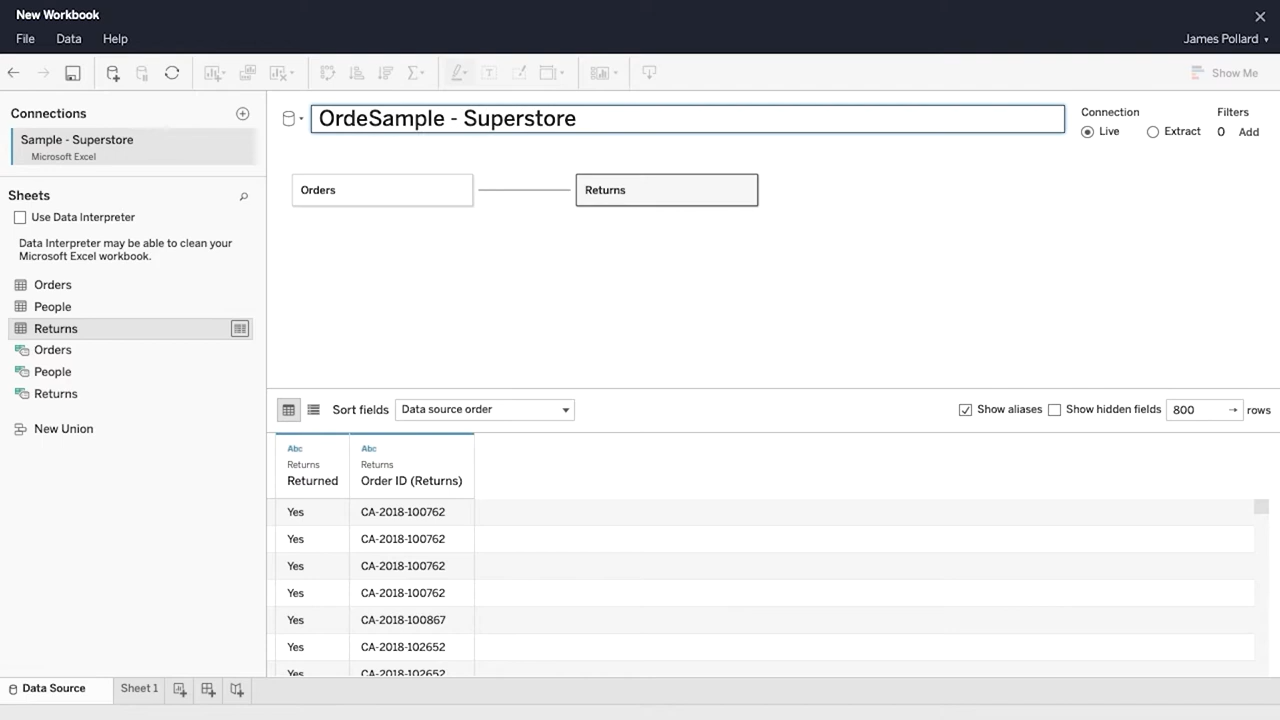 New Workbook
File Data Help
James Pollard
Show Me
Connections
Sample - Superstore
Microsoft Excel
Sheets
Use Data Interpreter
Data Interpreter may be able to clean your
Microsoft Excel workbook.
Orders
People
Returns
Orders
People
Returns
New Union
OrdeSample - Superstore
Connection
Live Extract
Filters
0 Add
Orders
Returns
Sort fields Data source order
Show aliases Show hidden fields 800 rows
Abc Abc
Returns Returns
Returned Order ID (Returns)
Yes CA-2018-100762
Yes CA-2018-100762
Yes CA-2018-100762
Yes CA-2018-100762
Yes CA-2018-100867
Yes CA-2018-102652
Yes CA-2018-102652
Data Source Sheet 1